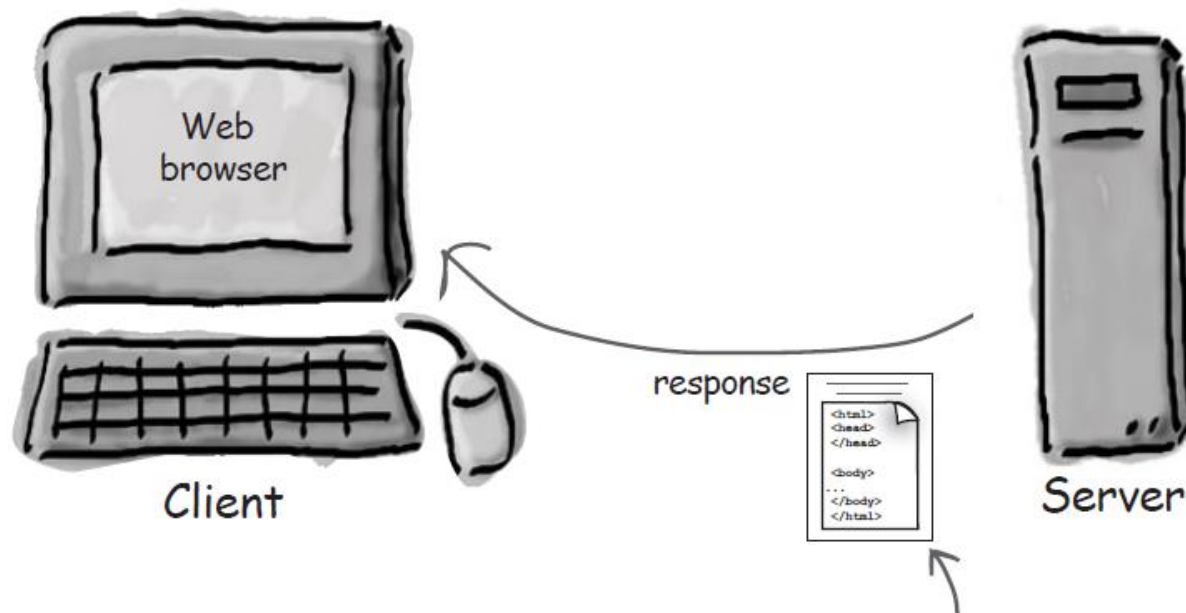 Web
browser
response
<html>
<head>
</head>
<body>
...
</body>
</html>
Client
Server